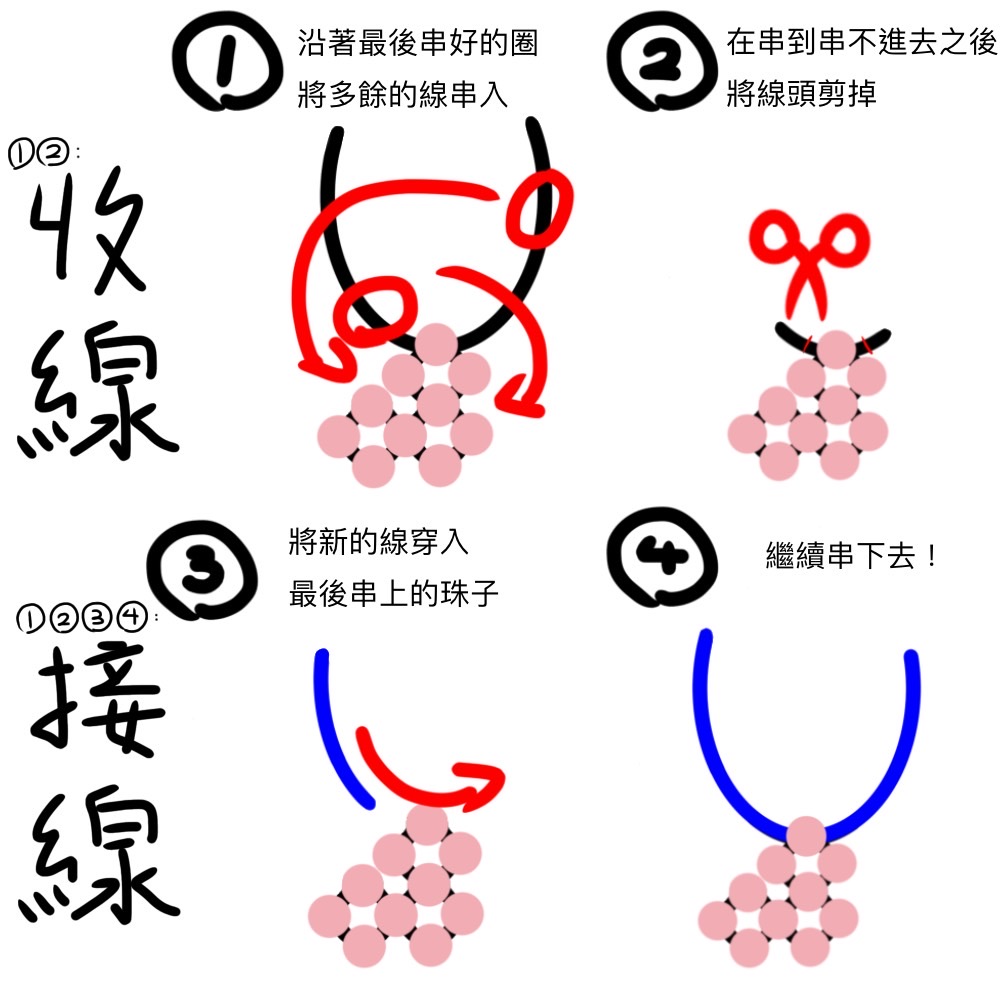 ①
沿著最後串好的圈
將多餘的線串入
②
在串到串不進去之後
將線頭剪掉
①②:
收
線
③
將新的線穿入
最後串上的珠子
④
繼續串下去！
①②③④:
接
線